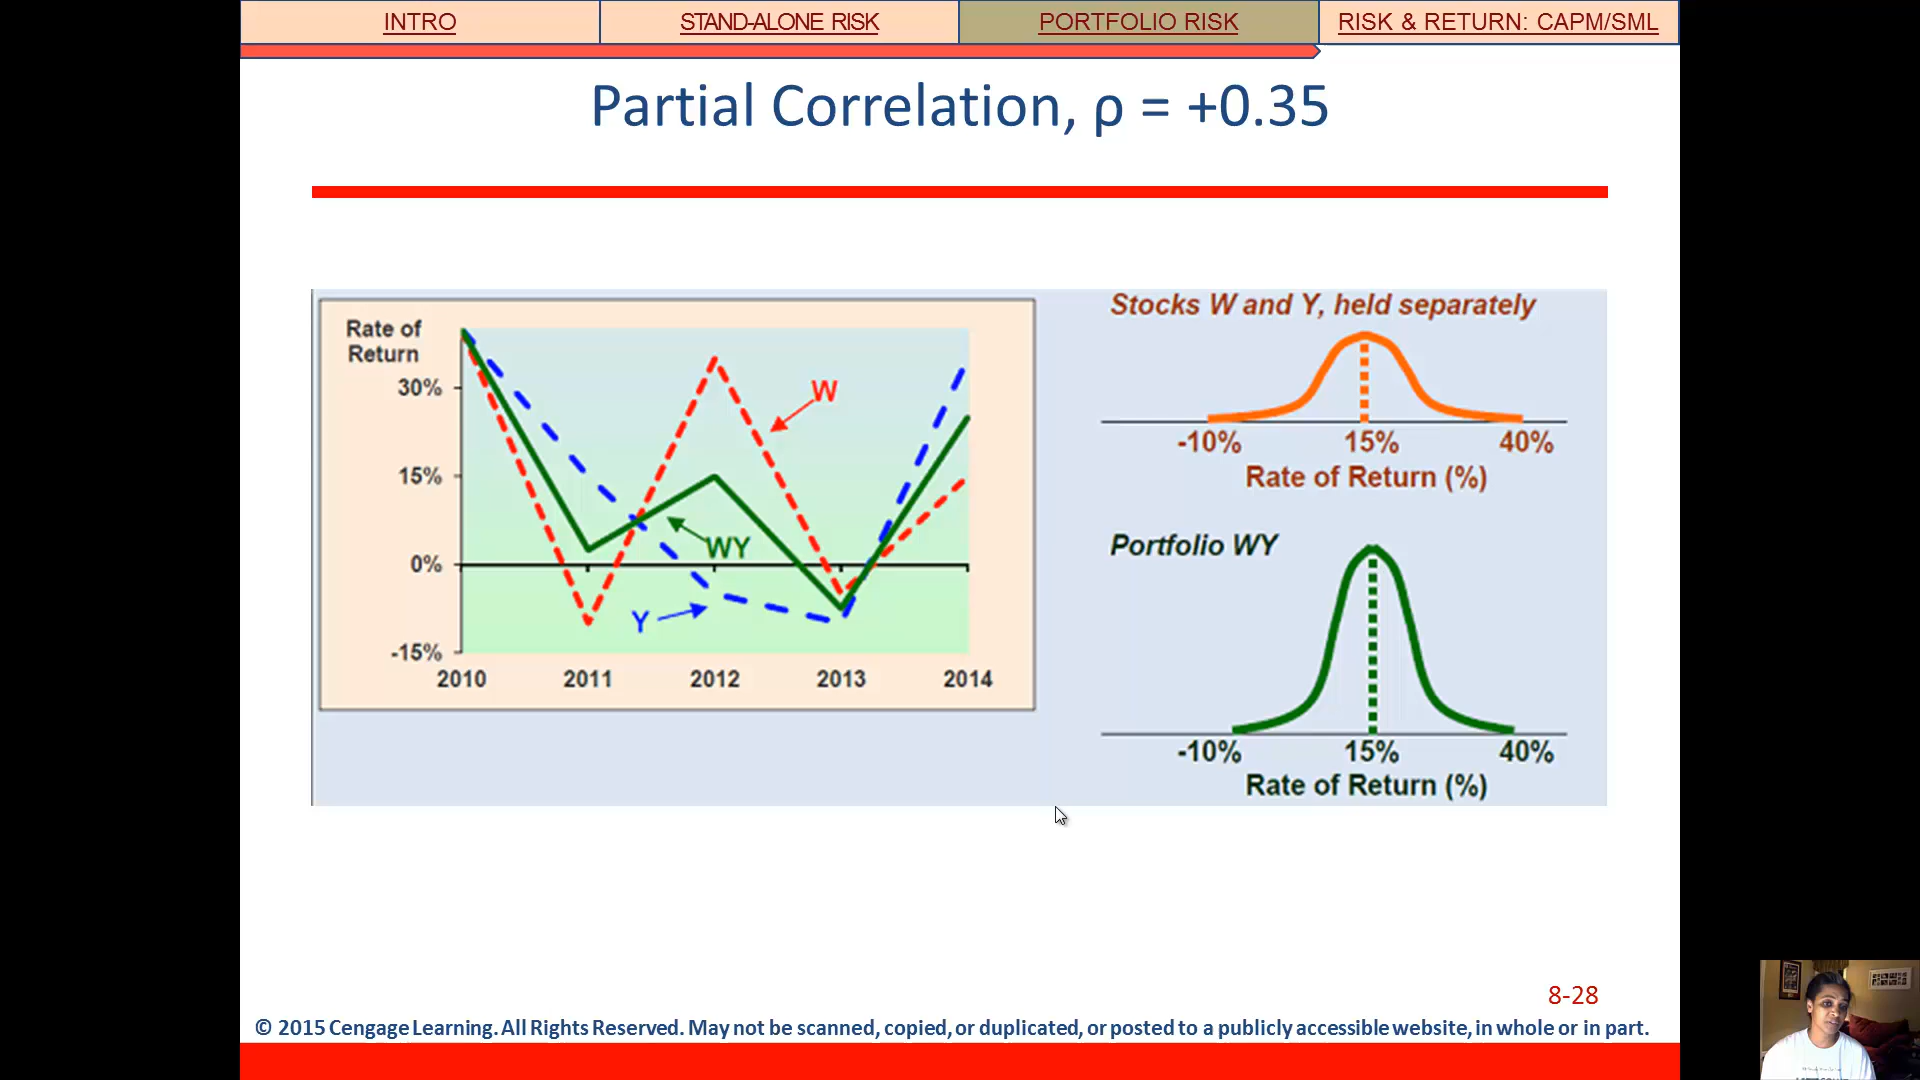 INTRO
STAND-ALONE RISK
PORTFOLIO RISK
RISK & RETURN: CAPM/SML
Partial Correlation, ρ = +0.35
Rate of
Return
30%
15%
0%
-15%
2010
2011
2012
2013
2014
W
WY
Y
Stocks W and Y, held separately
-10%
15%
40%
Rate of Return (%)
Portfolio WY
-10%
15%
40%
Rate of Return (%)
8-28
© 2015 Cengage Learning. All Rights Reserved. May not be scanned, copied, or duplicated, or posted to a publicly accessible website, in whole or in part.